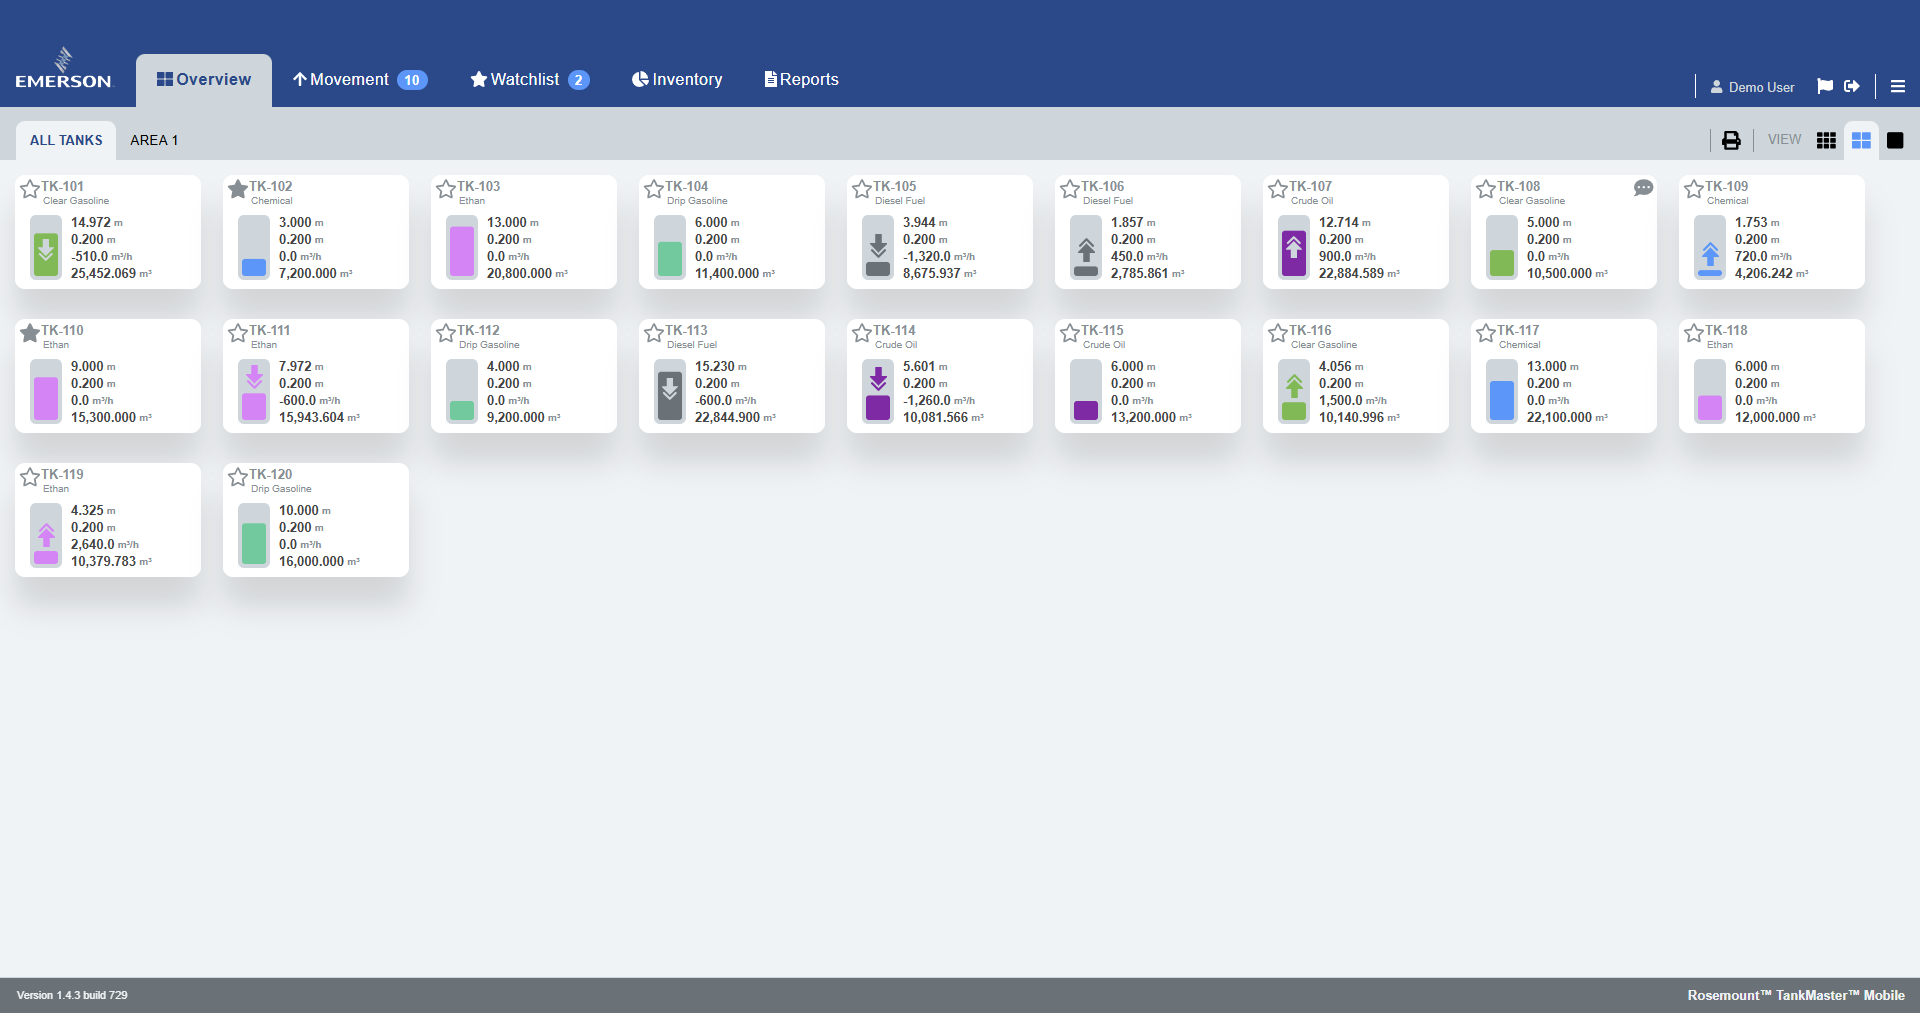 EMERSON
Overview
Movement 10
Watchlist 2
Inventory
Reports
Demo User
ALL TANKS
AREA 1
VIEW
TK-101
Clear Gasoline
14.972 m
0.200 m
-510.0 m³/h
25,452.069 m³
TK-102
Chemical
3.000 m
0.200 m
0.0 m³/h
7,200.000 m³
TK-103
Ethan
13.000 m
0.200 m
0.0 m³/h
20,800.000 m³
TK-104
Drip Gasoline
6.000 m
0.200 m
0.0 m³/h
11,400.000 m³
TK-105
Diesel Fuel
3.944 m
0.200 m
-1,320.0 m³/h
8,675.937 m³
TK-106
Diesel Fuel
1.857 m
0.200 m
450.0 m³/h
2,785.861 m³
TK-107
Crude Oil
12.714 m
0.200 m
900.0 m³/h
22,884.589 m³
TK-108
Clear Gasoline
5.000 m
0.200 m
0.0 m³/h
10,500.000 m³
TK-109
Chemical
1.753 m
0.200 m
720.0 m³/h
4,206.242 m³
TK-110
Ethan
9.000 m
0.200 m
0.0 m³/h
15,300.000 m³
TK-111
Ethan
7.972 m
0.200 m
-600.0 m³/h
15,943.604 m³
TK-112
Drip Gasoline
4.000 m
0.200 m
0.0 m³/h
9,200.000 m³
TK-113
Diesel Fuel
15.230 m
0.200 m
-600.0 m³/h
22,844.900 m³
TK-114
Crude Oil
5.601 m
0.200 m
-1,260.0 m³/h
10,081.566 m³
TK-115
Crude Oil
6.000 m
0.200 m
0.0 m³/h
13,200.000 m³
TK-116
Clear Gasoline
4.056 m
0.200 m
1,500.0 m³/h
10,140.996 m³
TK-117
Chemical
13.000 m
0.200 m
0.0 m³/h
22,100.000 m³
TK-118
Ethan
6.000 m
0.200 m
0.0 m³/h
12,000.000 m³
TK-119
Ethan
4.325 m
0.200 m
2,640.0 m³/h
10,379.783 m³
TK-120
Drip Gasoline
10.000 m
0.200 m
0.0 m³/h
16,000.000 m³
Version 1.4.3 build 729
Rosemount™ TankMaster™ Mobile